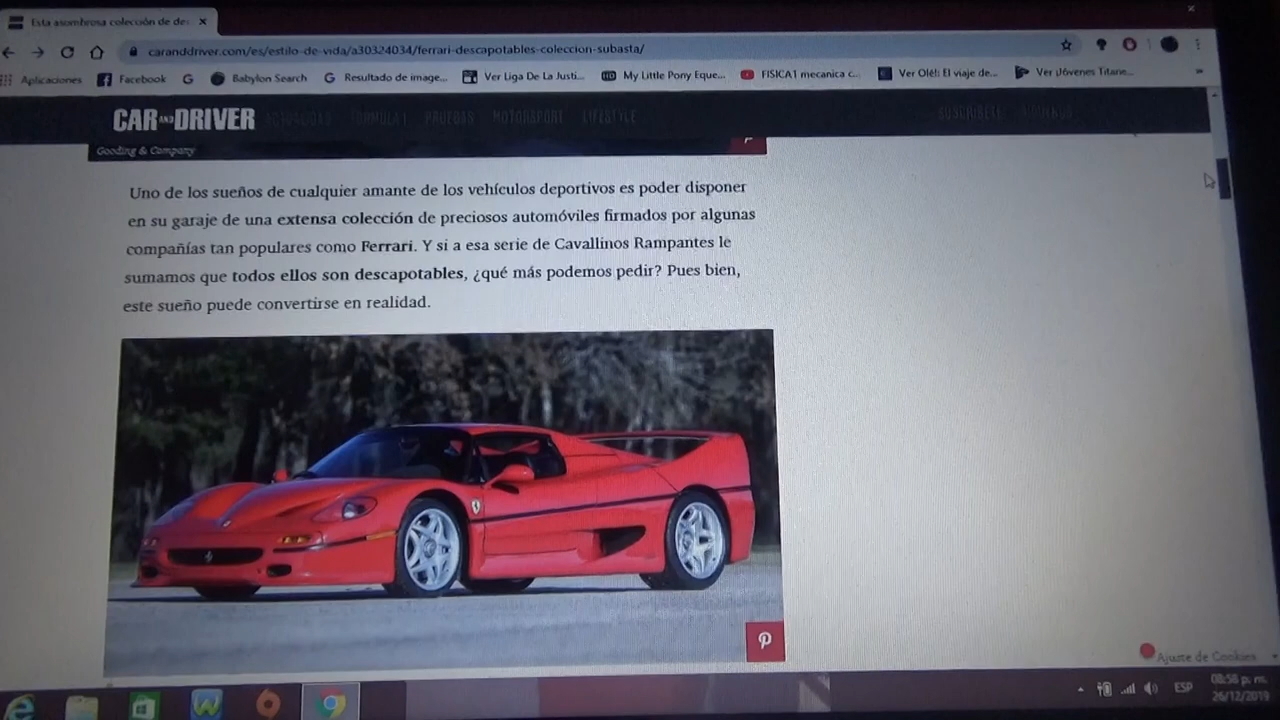 Esta asombrosa colección de de
caranddriver.com/es/estilo-de-vida/a30324034/ferrari-descapotables-coleccion-subasta/
Aplicaciones Facebook G Babylon Search Resultado de image... Ver Liga De La Justi... My Little Pony Eque... FISICA1 mecanica c... Ver Olé!: El viaje de... Ver ¡Jóvenes Titane...
CAR AND DRIVER FORMULA 1 PRUEBAS MOTORSPORT LIFESTYLE SUSCRÍBETE
Gooding & Company
Uno de los sueños de cualquier amante de los vehículos deportivos es poder disponer
en su garaje de una extensa colección de preciosos automóviles firmados por algunas
compañías tan populares como Ferrari. Y si a esa serie de Cavallinos Rampantes le
sumamos que todos ellos son descapotables, ¿qué más podemos pedir? Pues bien,
este sueño puede convertirse en realidad.
Ajuste de Cookies
ESP
08:58 p. m.
26/12/2019